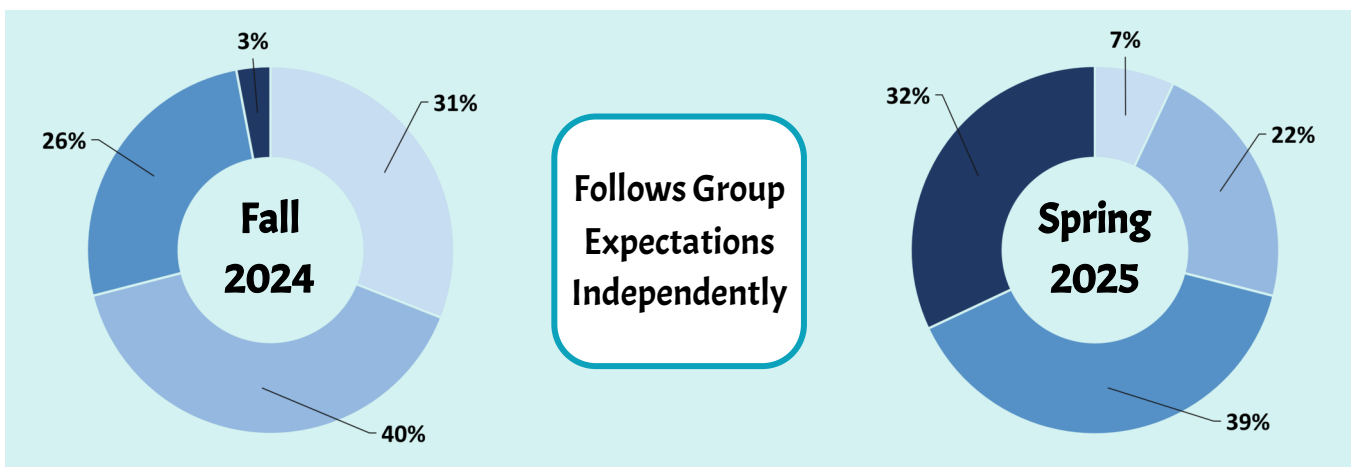 3%
31%
26%
Fall
2024
40%
Follows Group
Expectations
Independently
7%
32%
22%
Spring
2025
39%